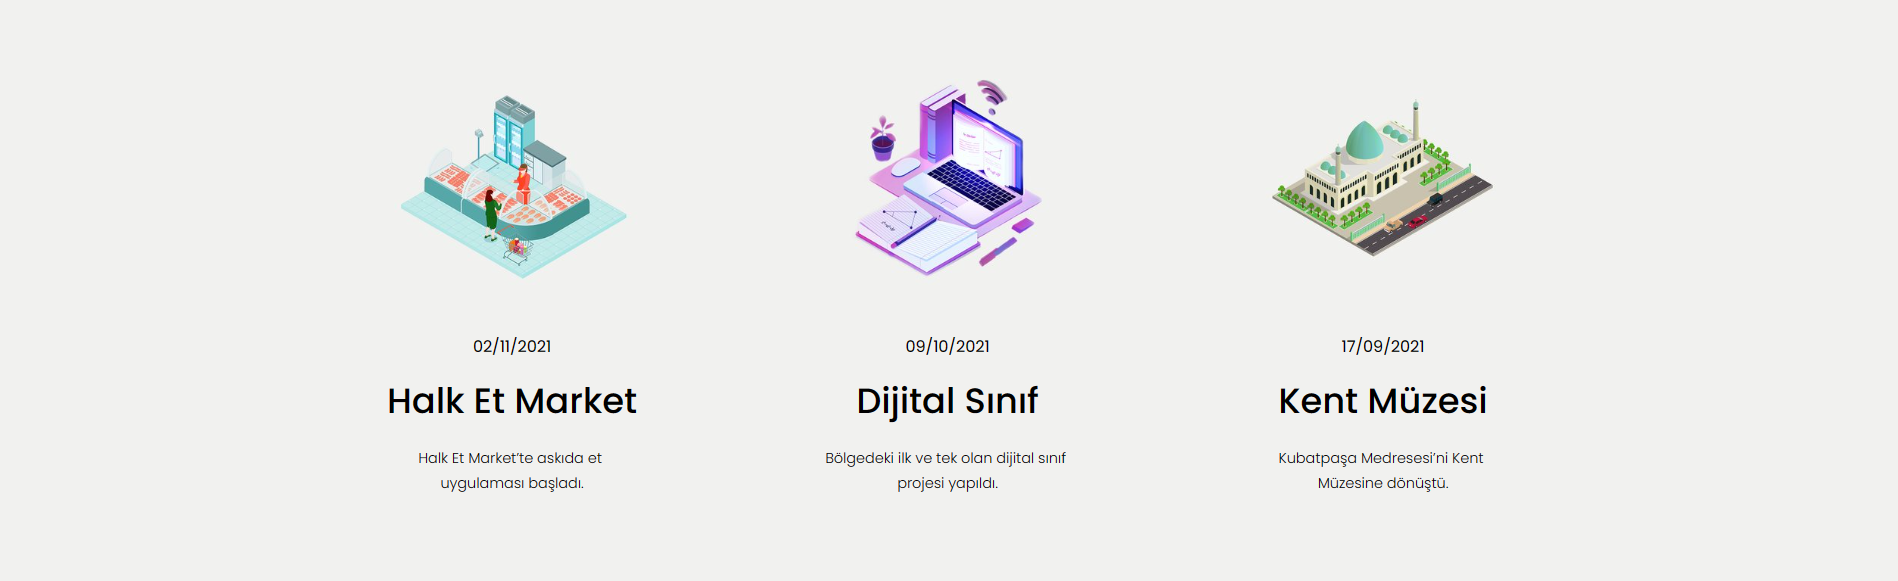 02/11/2021
Halk Et Market
Halk Et Market’te askıda et
uygulaması başladı.
09/10/2021
Dijital Sınıf
Bölgedeki ilk ve tek olan dijital sınıf
projesi yapıldı.
17/09/2021
Kent Müzesi
Kubatpaşa Medresesi’ni Kent
Müzesine dönüştü.